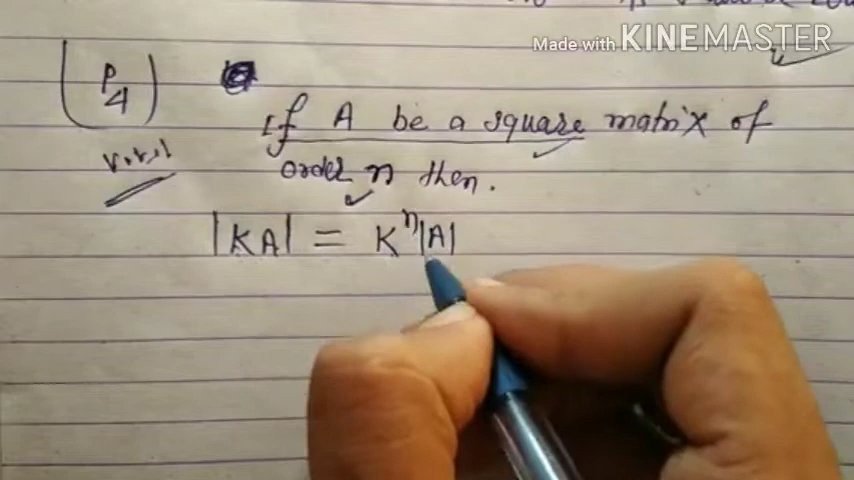 Made with KINEMASTER
P
4
If A be a square matrix of
order n then.
|KA| = K^n|A|